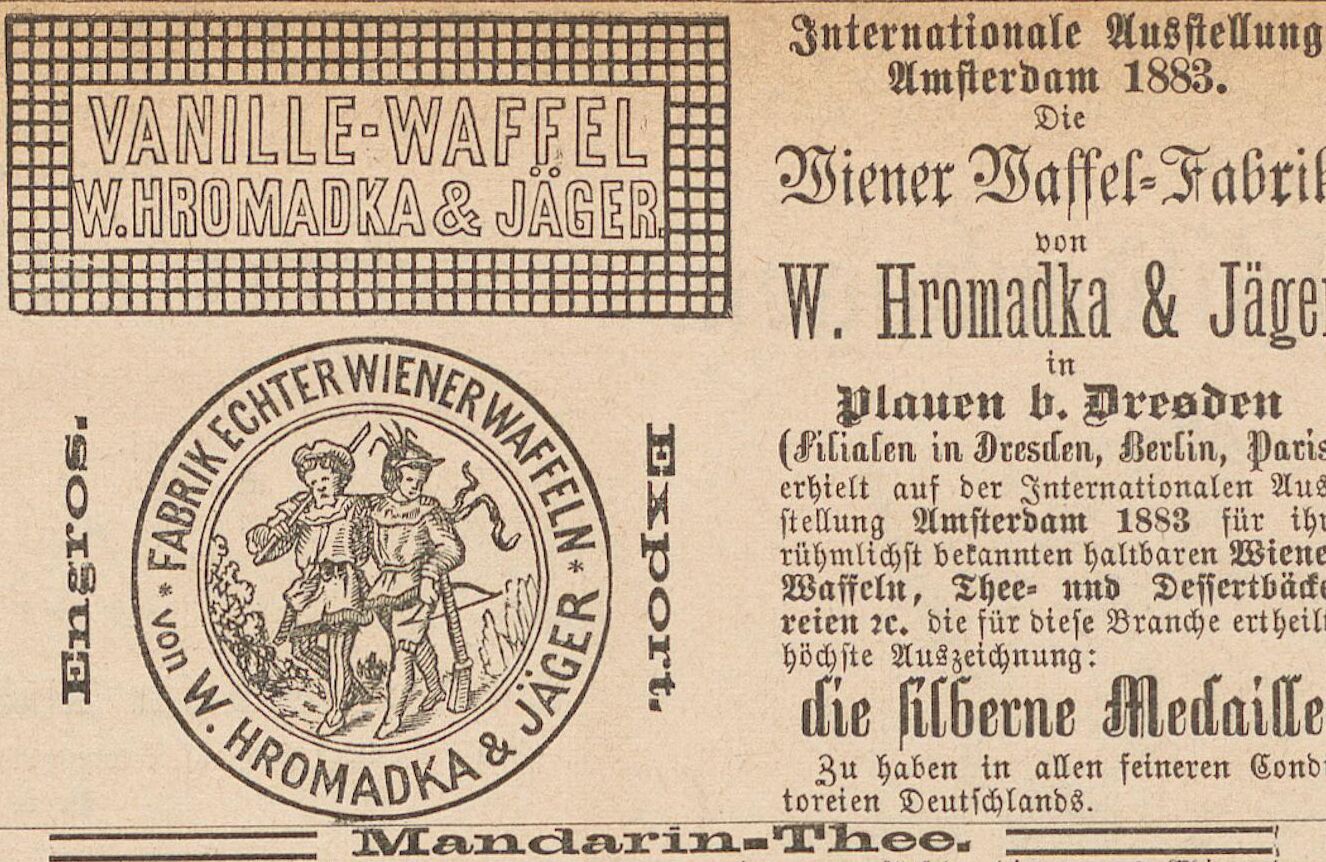 VANILLE-WAFFEL
W. HROMADKA & JÄGER.
Engros.
* FABRIK ECHTER WIENER WAFFELN *
von W. HROMADKA & JÄGER
Export.
Internationale Ausstellung
Amsterdam 1883.
Die
Wiener Waffel-Fabrik
von
W. Hromadka & Jäger
in
Plauen b. Dresden
(Filialen in Dresden, Berlin, Paris
erhielt auf der Internationalen Aus
stellung Amsterdam 1883 für ihr
rühmlichst bekannten haltbaren Wiene
Waffeln, Thee- und Dessertbäcke
reien ꝛc. die für diese Branche ertheilt
höchste Auszeichnung:
die silberne Medaille
Zu haben in allen feineren Condi
toreien Deutschlands.
Mandarin-Thee.